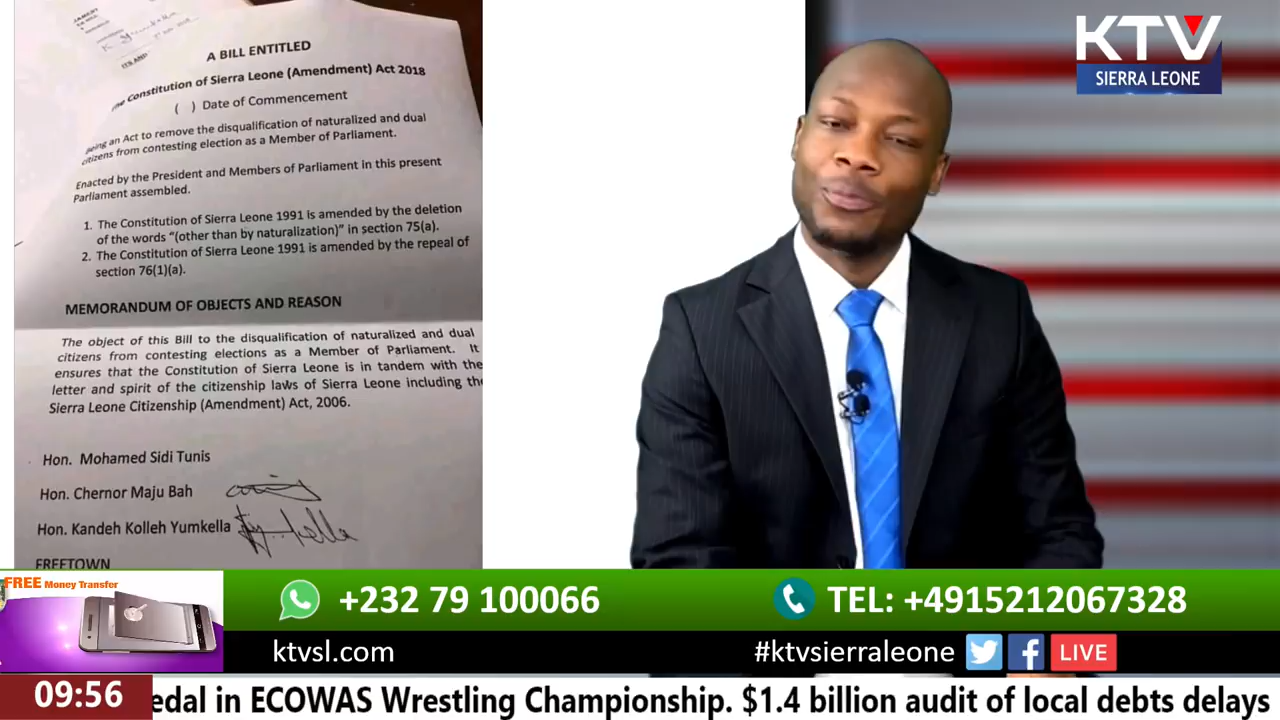 A BILL ENTITLED
Constitution of Sierra Leone (Amendment) Act 2018
( ) Date of Commencement
Being an Act to remove the disqualification of naturalized and dual
citizens from contesting election as a Member of Parliament.
Enacted by the President and Members of Parliament in this present
Parliament assembled.
1. The Constitution of Sierra Leone 1991 is amended by the deletion
of the words “(other than by naturalization)” in section 75(a).
2. The Constitution of Sierra Leone 1991 is amended by the repeal of
section 76(1)(a).
MEMORANDUM OF OBJECTS AND REASON
The object of this Bill to the disqualification of naturalized and dual
citizens from contesting elections as a Member of Parliament. It
ensures that the Constitution of Sierra Leone is in tandem with the
letter and spirit of the citizenship laws of Sierra Leone including the
Sierra Leone Citizenship (Amendment) Act, 2006.
Hon. Mohamed Sidi Tunis
Hon. Chernor Maju Bah
Hon. Kandeh Kolleh Yumkella
FREETOWN
KTV
SIERRA LEONE
FREE Money Transfer
+232 79 100066
TEL: +4915212067328
ktvsl.com
#ktvsierraleone
LIVE
09:56
edal in ECOWAS Wrestling Championship. $1.4 billion audit of local debts delays